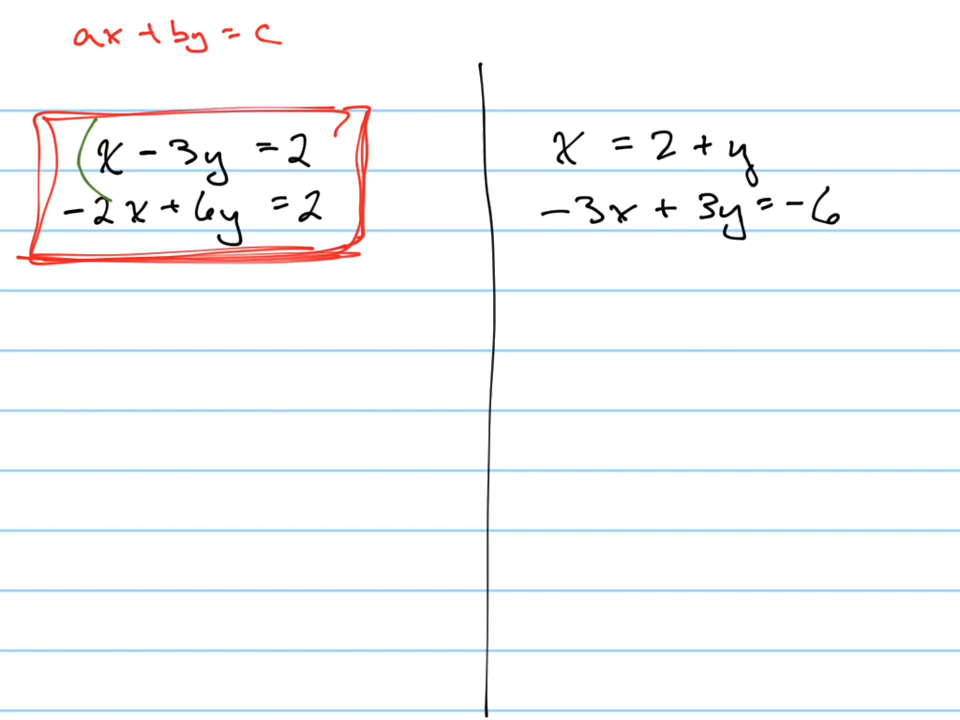 ax + by = c
x - 3y = 2
-2x + 6y = 2
x = 2 + y
-3x + 3y = -6